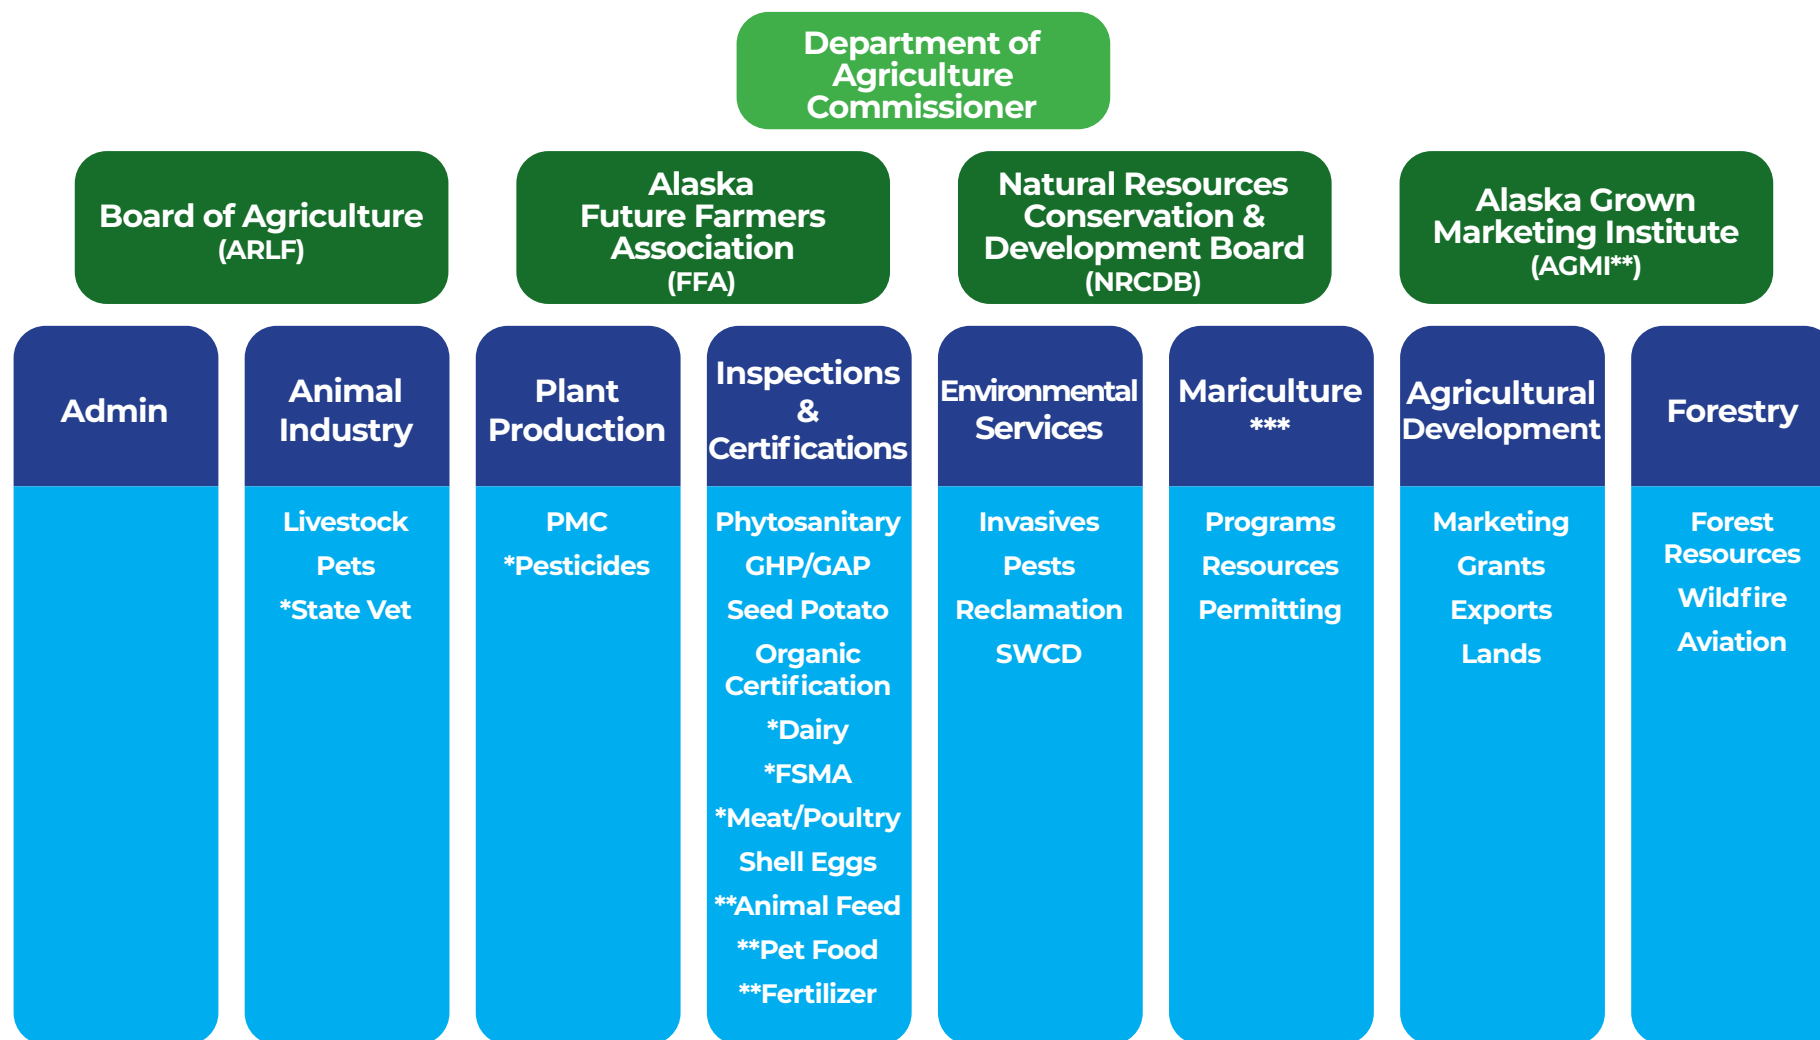 Department of
Agriculture
Commissioner
Board of Agriculture
(ARLF)
Alaska
Future Farmers
Association
(FFA)
Natural Resources
Conservation &
Development Board
(NRCDB)
Alaska Grown
Marketing Institute
(AGMI**)
Admin
Animal
Industry
Livestock
Pets
*State Vet
Plant
Production
PMC
*Pesticides
Inspections
&
Certifications
Phytosanitary
GHP/GAP
Seed Potato
Organic
Certification
*Dairy
*FSMA
*Meat/Poultry
Shell Eggs
**Animal Feed
**Pet Food
**Fertilizer
Environmental
Services
Invasives
Pests
Reclamation
SWCD
Mariculture
***
Programs
Resources
Permitting
Agricultural
Development
Marketing
Grants
Exports
Lands
Forestry
Forest
Resources
Wildfire
Aviation